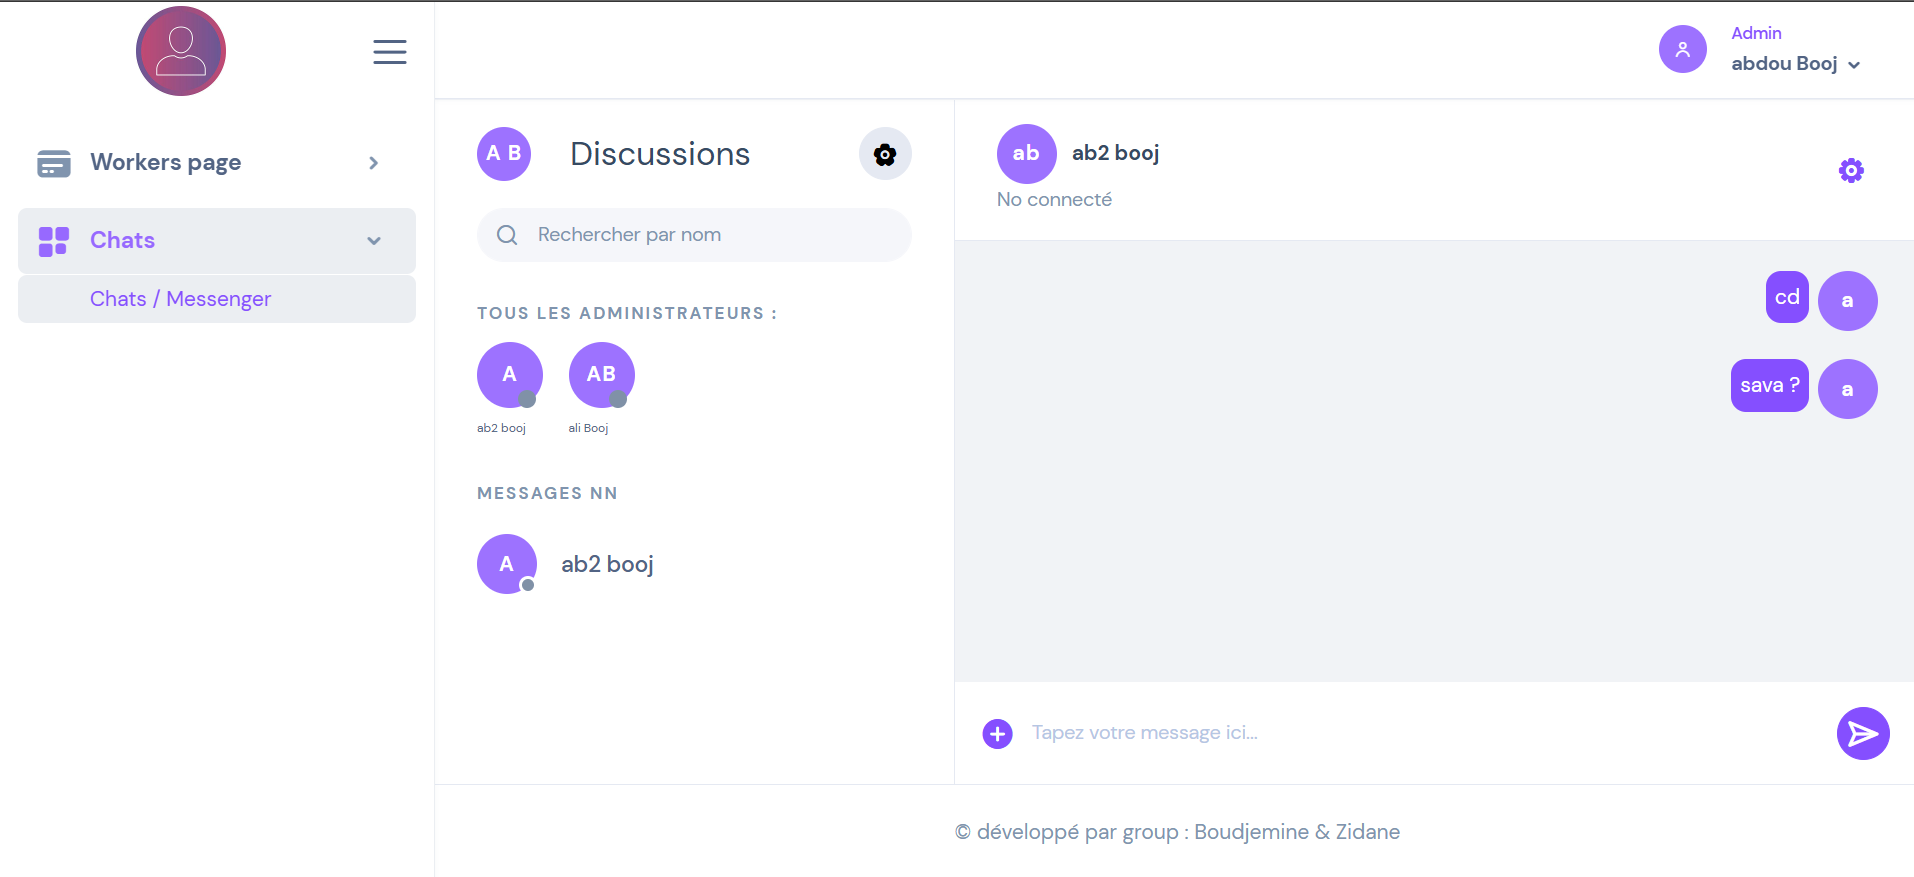 Admin
abdou Booj
Workers page
Chats
Chats / Messenger
A B
Discussions
Rechercher par nom
TOUS LES ADMINISTRATEURS :
A
AB
ab2 booj
ali Booj
MESSAGES NN
A
ab2 booj
ab
ab2 booj
No connecté
cd
a
sava ?
a
Tapez votre message ici...
© développé par group : Boudjemine & Zidane